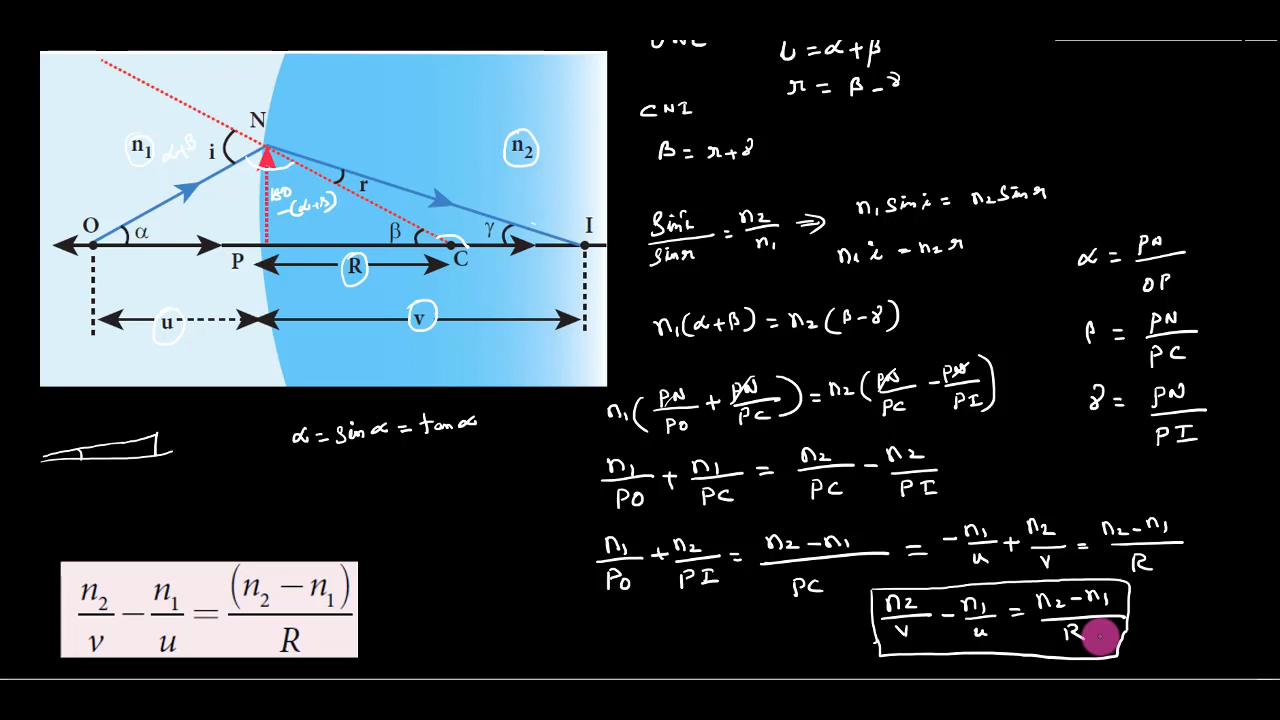 N
n₁
α+β
i
n₂
r
180
-(α+β)
O
α
β
γ
I
P
C
R
u
v
i = α+β
r = β-γ
CNI
β = r+γ
sin i/sin r = n₂/n₁ ⇒ n₁ sin i = n₂ sin r
n₁ i = n₂ r
n₁(α+β) = n₂(β-γ)
n₁(PN/PO + PN/PC) = n₂(PN/PC - PN/PI)
n₁/PO + n₁/PC = n₂/PC - n₂/PI
n₁/PO + n₂/PI = n₂-n₁/PC = -n₁/u + n₂/v = n₂-n₁/R
n₂/v - n₁/u = n₂-n₁/R
α = PN/OP
β = PN/PC
γ = PN/PI
α = sin α = tan α
n₂/v − n₁/u = (n₂ − n₁)/R